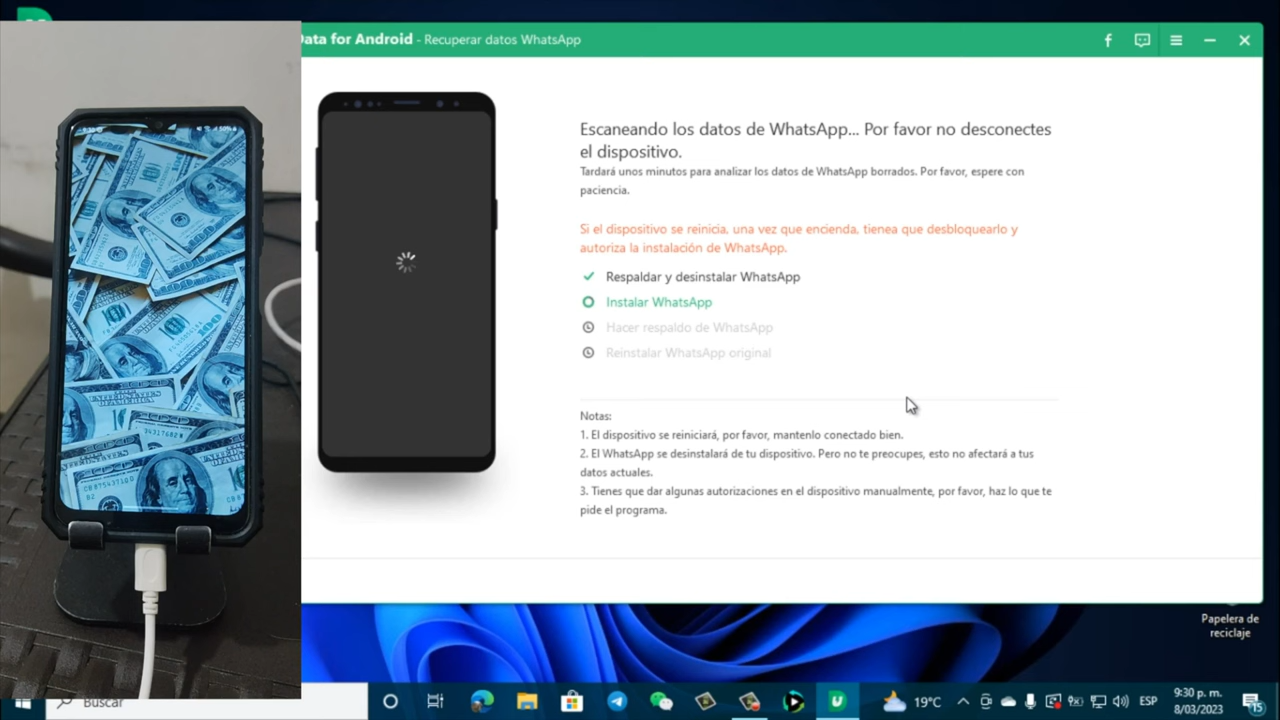 Data for Android - Recuperar datos WhatsApp
Escaneando los datos de WhatsApp... Por favor no desconectes
el dispositivo.
Tardará unos minutos para analizar los datos de WhatsApp borrados. Por favor, espere con
paciencia.
Si el dispositivo se reinicia, una vez que encienda, tienea que desbloquearlo y
autoriza la instalación de WhatsApp.
Respaldar y desinstalar WhatsApp
Instalar WhatsApp
Hacer respaldo de WhatsApp
Reinstalar WhatsApp original
Notas:
1. El dispositivo se reiniciará, por favor, mantenlo conectado bien.
2. El WhatsApp se desinstalará de tu dispositivo. Pero no te preocupes, esto no afectará a tus
datos actuales.
3. Tienes que dar algunas autorizaciones en el dispositivo manualmente, por favor, haz lo que te
pide el programa.
Papelera de
reciclaje
Buscar
19°C
ESP
9:30 p. m.
8/03/2023
15